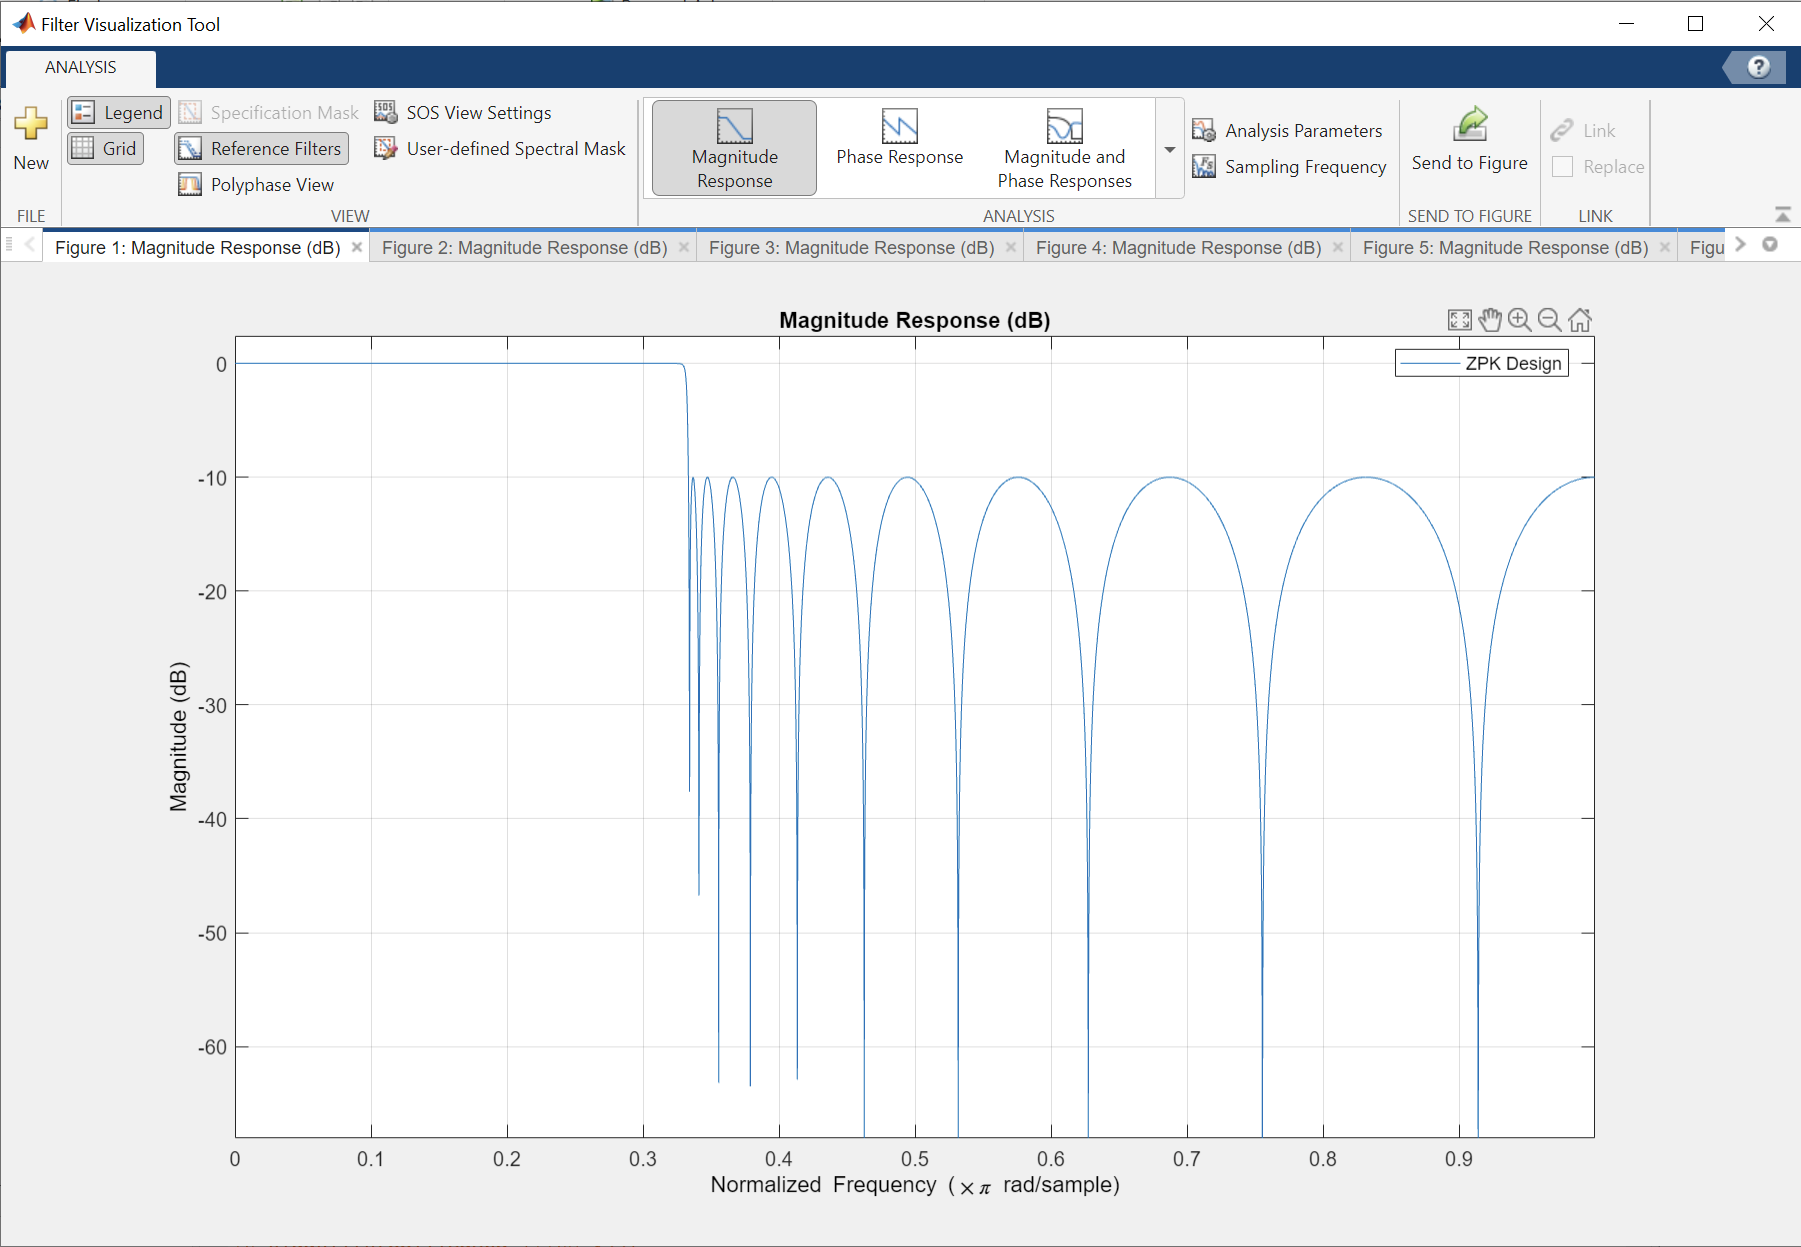 Filter Visualization Tool
ANALYSIS
New
Legend
Grid
Specification Mask
Reference Filters
Polyphase View
SOS View Settings
User-defined Spectral Mask
Magnitude
Response
Phase Response
Magnitude and
Phase Responses
Analysis Parameters
Sampling Frequency
Send to Figure
Link
Replace
FILE
VIEW
ANALYSIS
SEND TO FIGURE
LINK
Figure 1: Magnitude Response (dB)
Figure 2: Magnitude Response (dB)
Figure 3: Magnitude Response (dB)
Figure 4: Magnitude Response (dB)
Figure 5: Magnitude Response (dB)
Figu
Magnitude Response (dB)
ZPK Design
0
-10
-20
-30
-40
-50
-60
Magnitude (dB)
0 0.1 0.2 0.3 0.4 0.5 0.6 0.7 0.8 0.9
Normalized Frequency (×π rad/sample)